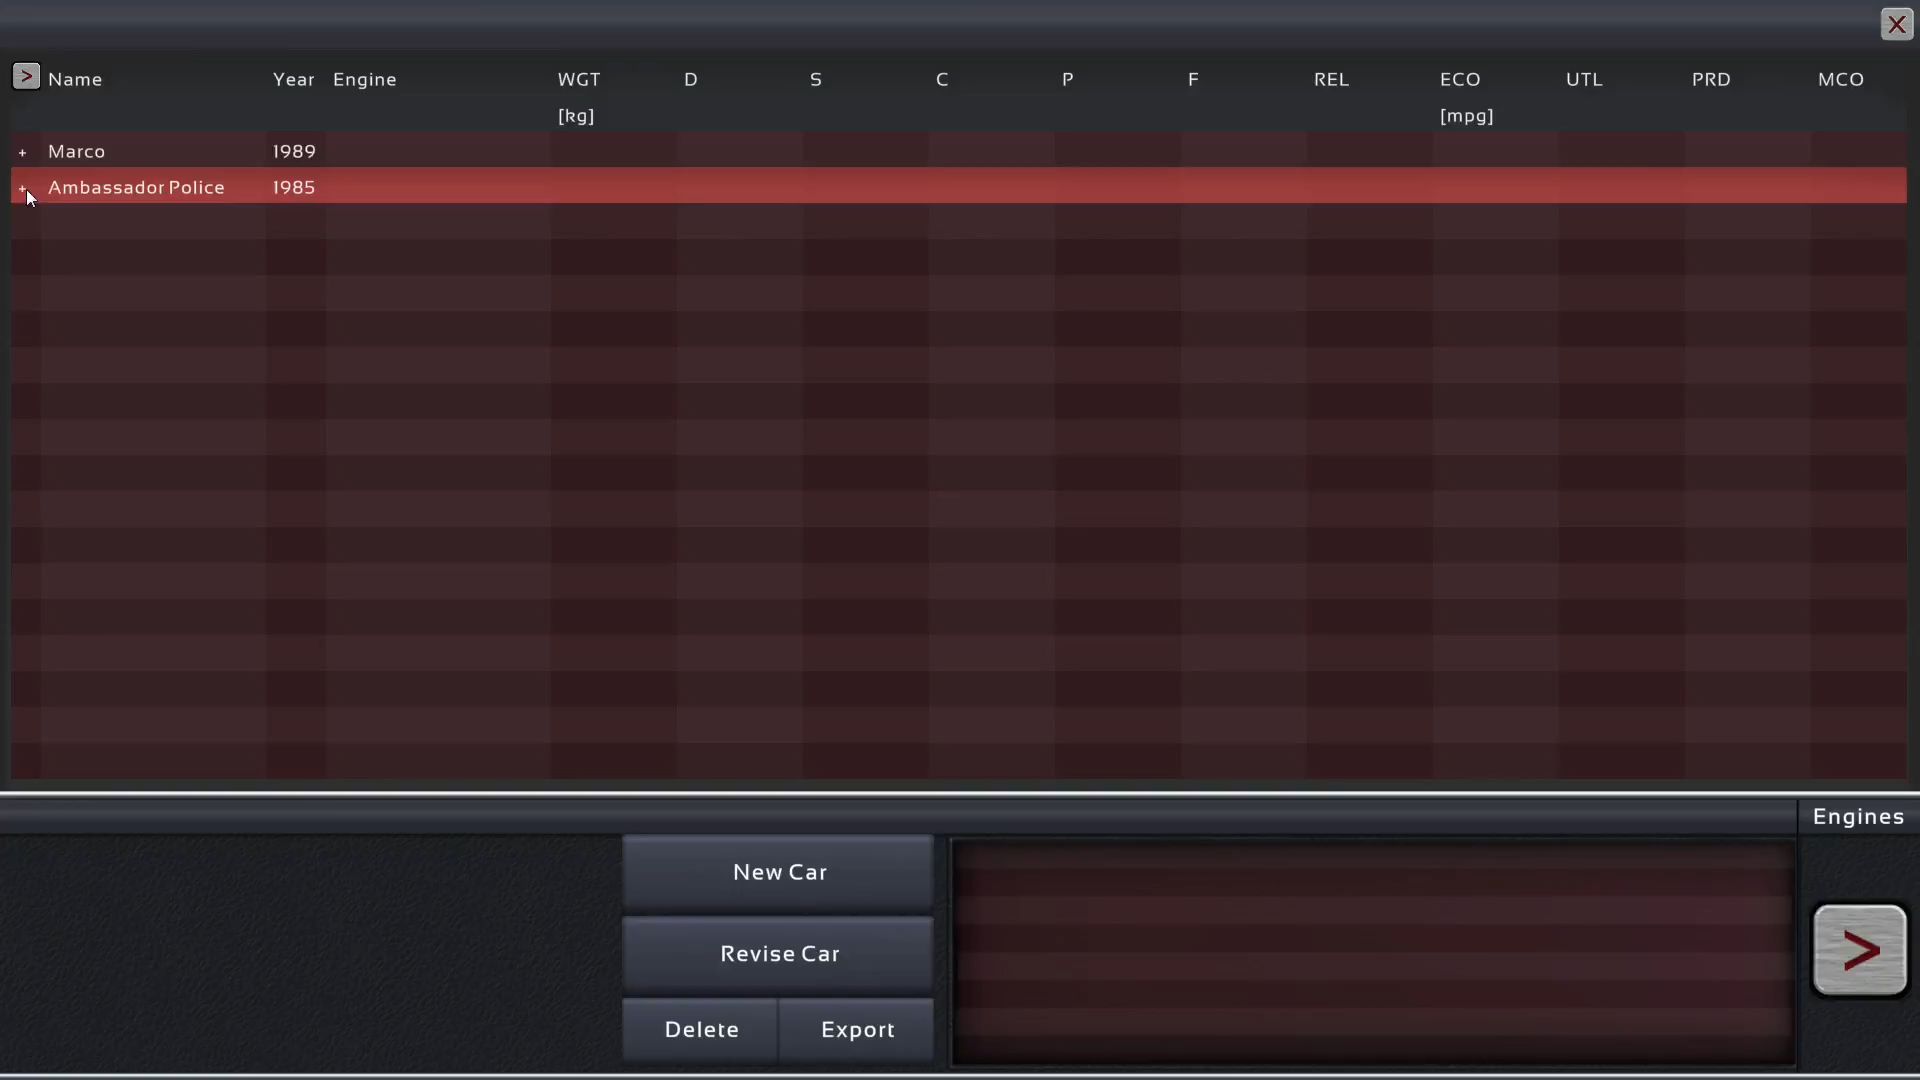 > Name Year Engine WGT D S C P F REL ECO UTL PRD MCO
[kg] [mpg]
+ Marco 1989
+ Ambassador Police 1985
Engines
New Car
Revise Car
Delete Export
>
X